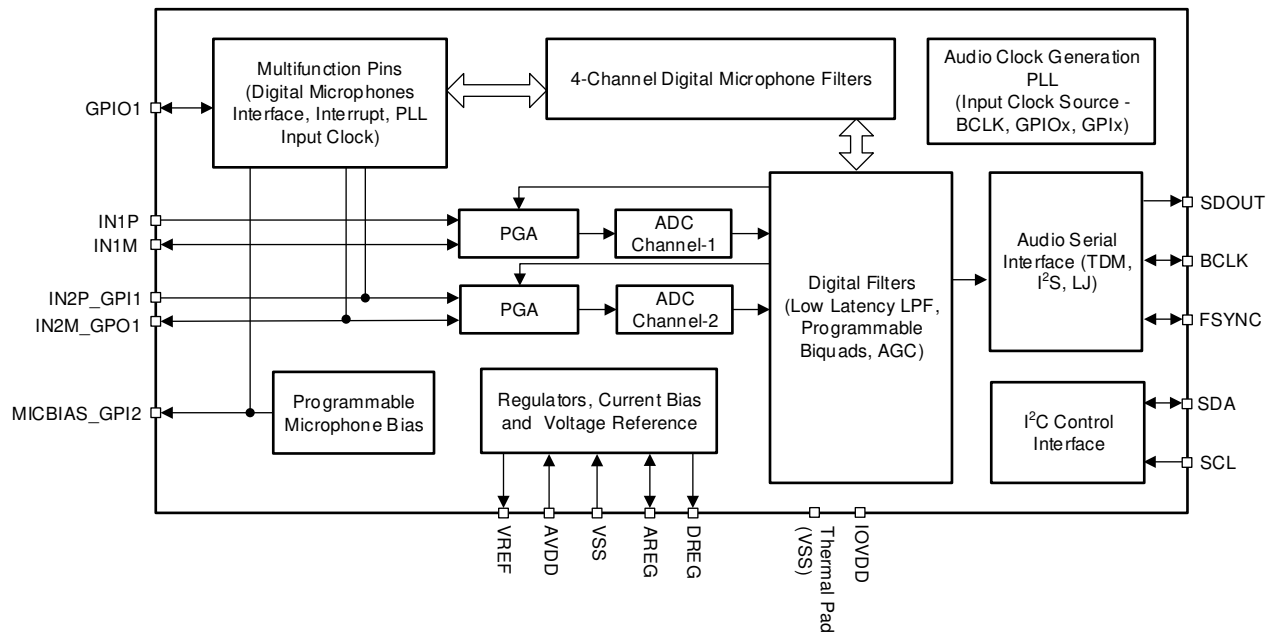 Multifunction Pins
(Digital Microphones
Interface, Interrupt, PLL
Input Clock)
4-Channel Digital Microphone Filters
Audio Clock Generation
PLL
(Input Clock Source -
BCLK, GPIOx, GPIx)
GPIO1
IN1P
IN1M
IN2P_GPI1
IN2M_GPO1
MICBIAS_GPI2
PGA
ADC
Channel-1
PGA
ADC
Channel-2
Digital Filters
(Low Latency LPF,
Programmable
Biquads, AGC)
Audio Serial
Interface (TDM,
I²S, LJ)
SDOUT
BCLK
FSYNC
Programmable
Microphone Bias
Regulators, Current Bias
and Voltage Reference
I²C Control
Interface
SDA
SCL
VREF
AVDD
VSS
AREG
DREG
Thermal Pad
(VSS)
IOVDD